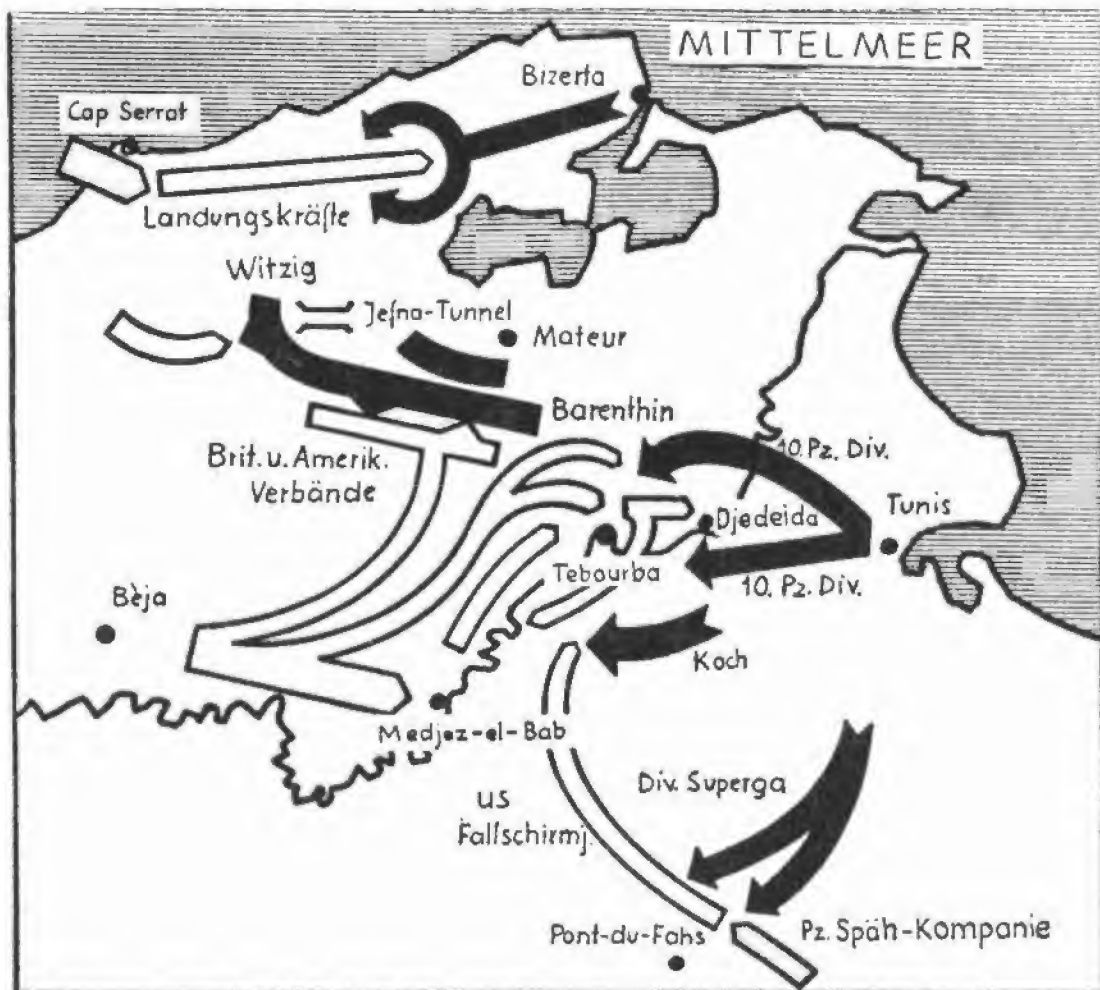 MITTELMEER
Bizerta
Cap Serrat
Landungskräfte
Witzig
Jefna-Tunnel
Mateur
Barenthin
Brit. u. Amerik.
Verbände
10. Pz. Div.
Djedeida
Tunis
Tebourba
10. Pz. Div.
Bèja
Koch
Medjez-el-Bab
Div. Superga
US
Fallschirmj.
Pont-du-Fahs
Pz. Späh-Kompanie